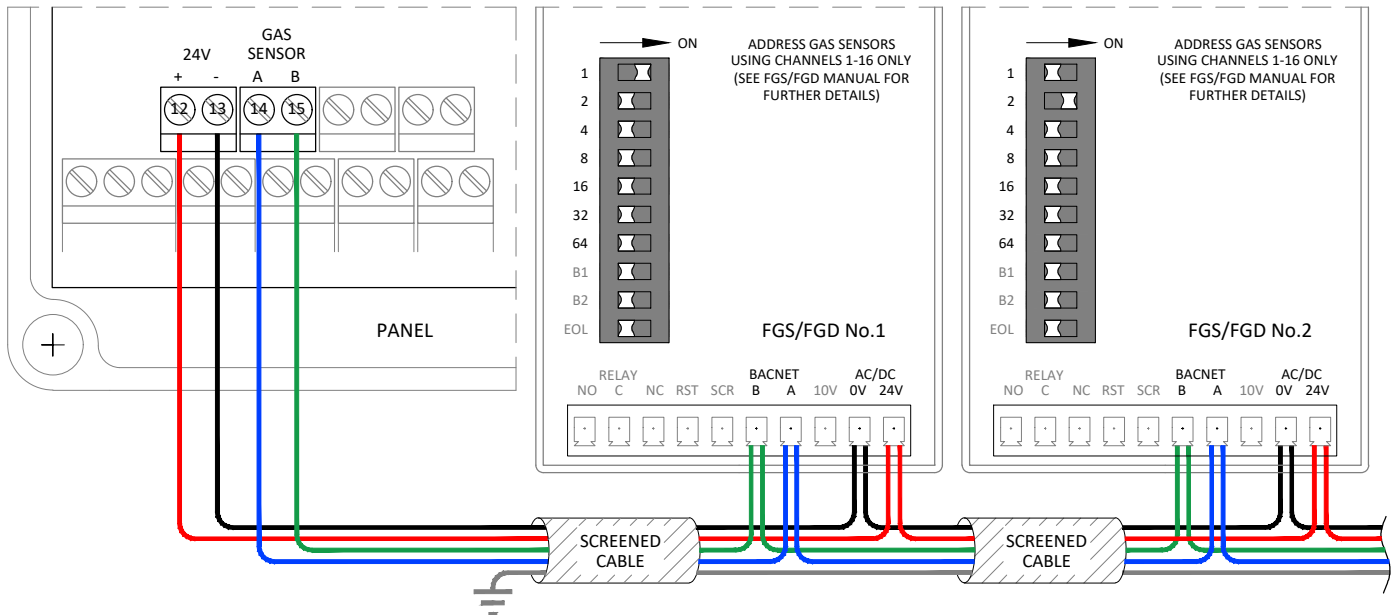 24V
GAS
SENSOR
+ - A B
12 13 14 15
PANEL
ON
ADDRESS GAS SENSORS
USING CHANNELS 1-16 ONLY
(SEE FGS/FGD MANUAL FOR
FURTHER DETAILS)
1
2
4
8
16
32
64
B1
B2
EOL
FGS/FGD No.1
RELAY BACNET AC/DC
NO C NC RST SCR B A 10V 0V 24V
ON
ADDRESS GAS SENSORS
USING CHANNELS 1-16 ONLY
(SEE FGS/FGD MANUAL FOR
FURTHER DETAILS)
1
2
4
8
16
32
64
B1
B2
EOL
FGS/FGD No.2
RELAY BACNET AC/DC
NO C NC RST SCR B A 10V 0V 24V
SCREENED
CABLE
SCREENED
CABLE